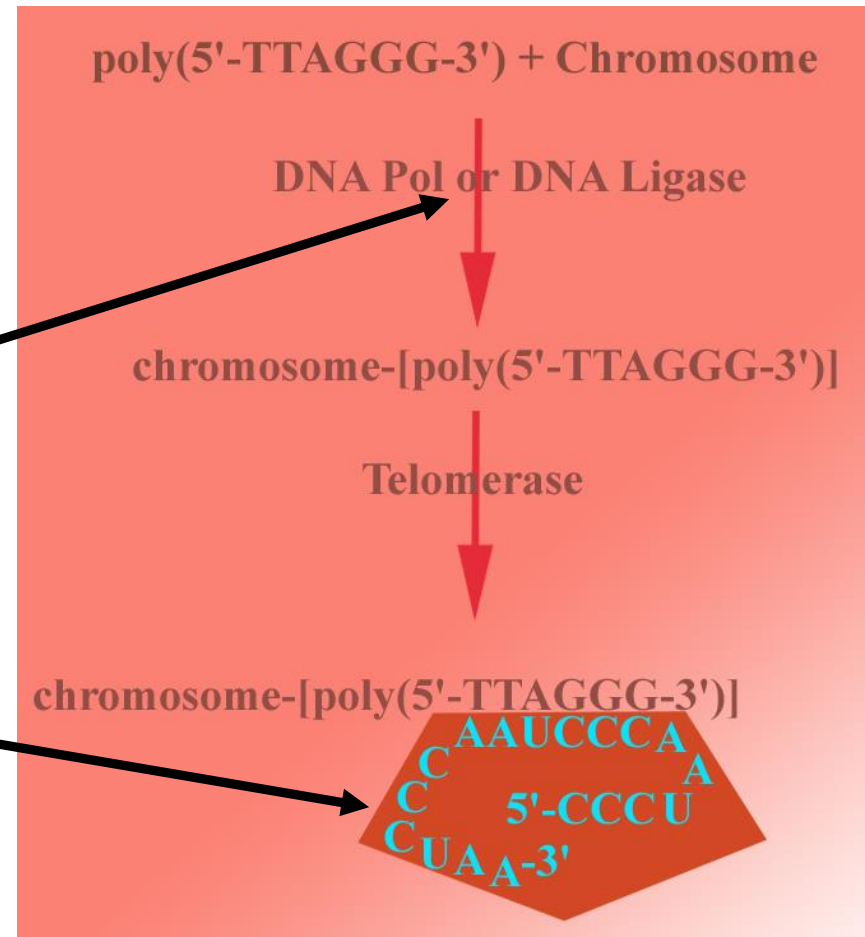 poly(5'-TTAGGG-3') + Chromosome
DNA Pol or DNA Ligase
chromosome-[poly(5'-TTAGGG-3')]
Telomerase
chromosome-[poly(5'-TTAGGG-3')]
AAUCCCA
C A
C 5'-CCCU
CUAA-3'